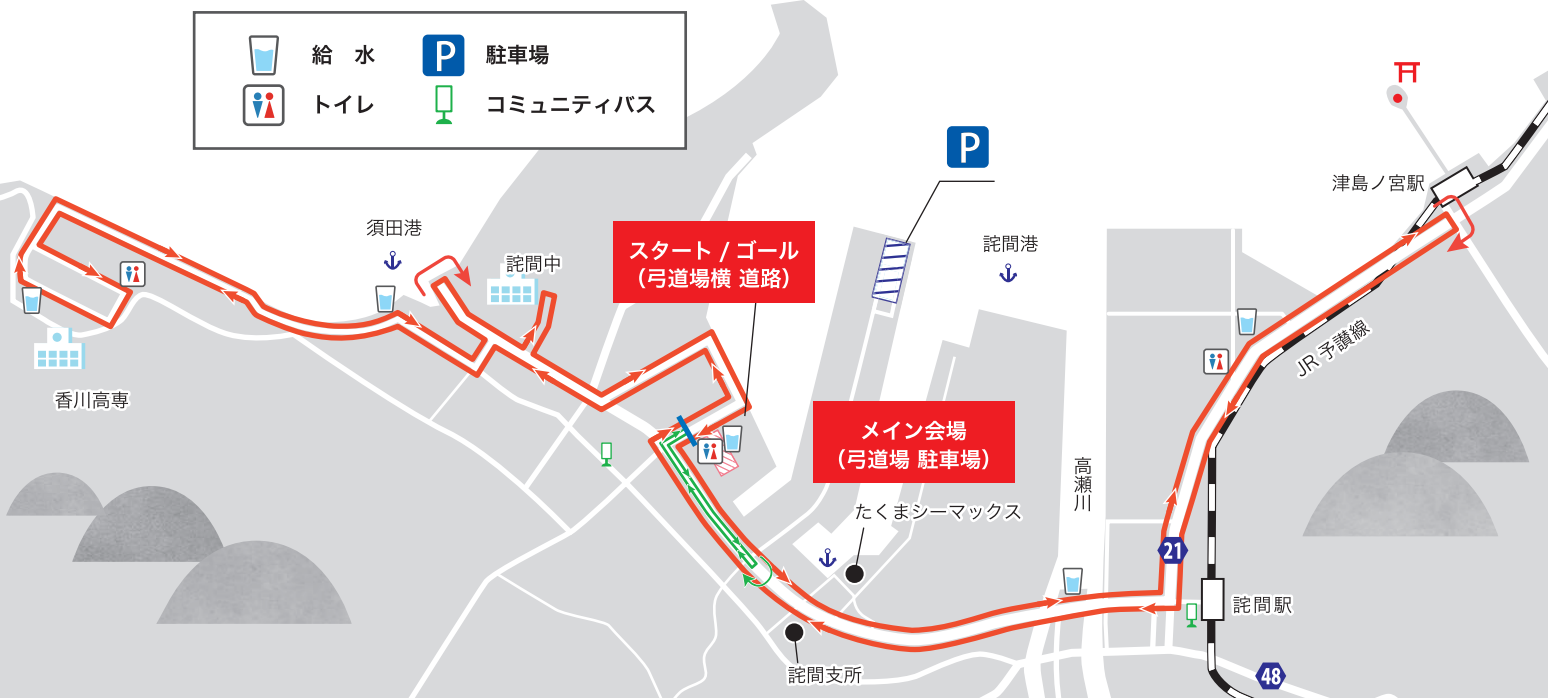 給　水
P
駐車場
トイレ
コミュニティバス
P
津島ノ宮駅
須田港
詫間中
スタート / ゴール
（弓道場横 道路）
詫間港
JR 予讃線
香川高専
メイン会場
（弓道場 駐車場）
高瀬川
たくまシーマックス
21
詫間駅
詫間支所
48